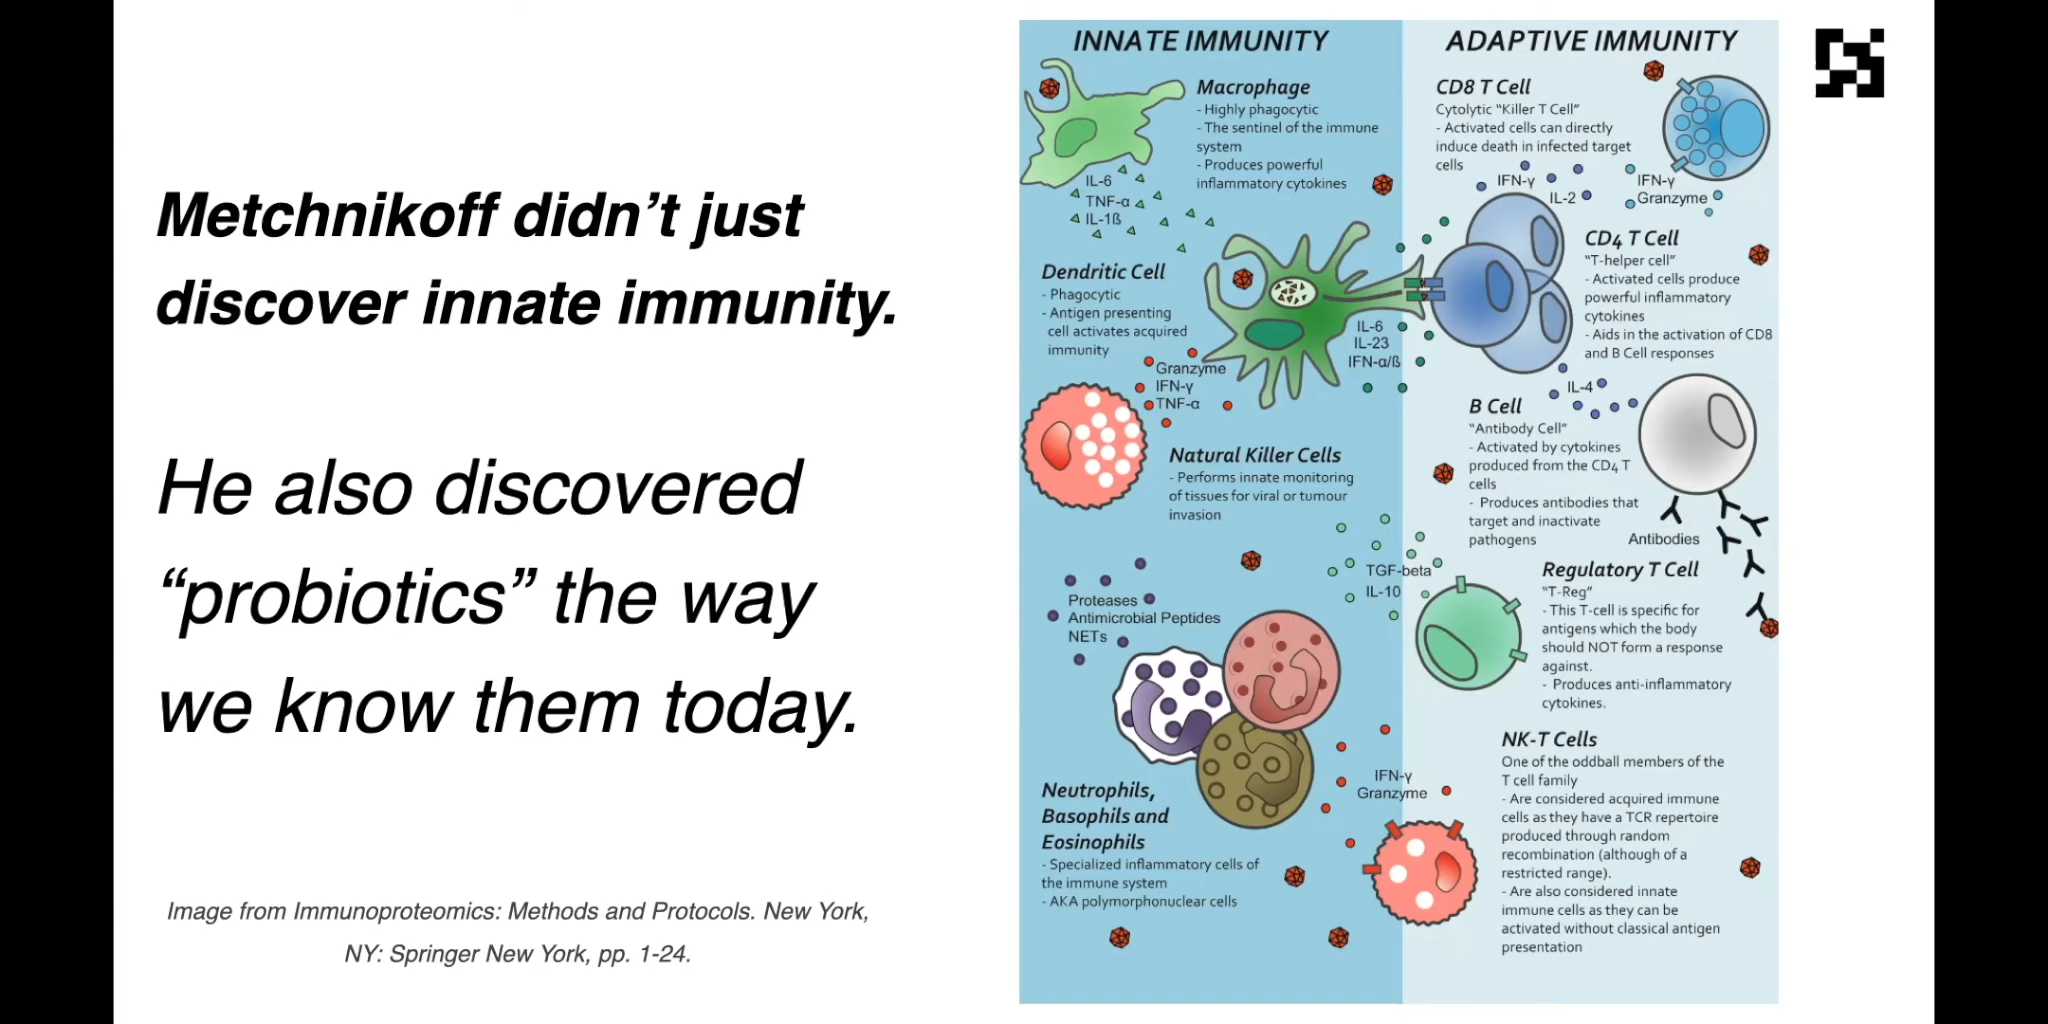 Metchnikoff didn’t just
discover innate immunity.
He also discovered
“probiotics” the way
we know them today.
Image from Immunoproteomics: Methods and Protocols. New York,
NY: Springer New York, pp. 1-24.
INNATE IMMUNITY
Macrophage
- Highly phagocytic
- The sentinel of the immune
system
- Produces powerful
inflammatory cytokines
IL-6
TNF-α
IL-1ß
Dendritic Cell
- Phagocytic
- Antigen presenting
cell activates acquired
immunity
IL-6
IL-23
IFN-α/ß
Granzyme
IFN-γ
TNF-α
Natural Killer Cells
- Performs innate monitoring
of tissues for viral or tumour
invasion
Proteases
Antimicrobial Peptides
NETs
Neutrophils,
Basophils and
Eosinophils
- Specialized inflammatory cells of
the immune system
- AKA polymorphonuclear cells
ADAPTIVE IMMUNITY
CD8 T Cell
Cytolytic “Killer T Cell”
- Activated cells can directly
induce death in infected target
cells
IFN-γ
IL-2
IFN-γ
Granzyme
CD4 T Cell
“T-helper cell”
- Activated cells produce
powerful inflammatory
cytokines
- Aids in the activation of CD8
and B Cell responses
IL-4
B Cell
“Antibody Cell”
- Activated by cytokines
produced from the CD4 T
cells
- Produces antibodies that
target and inactivate
pathogens
Antibodies
TGF-beta
IL-10
Regulatory T Cell
“T-Reg”
- This T-cell is specific for
antigens which the body
should NOT form a response
against.
- Produces anti-inflammatory
cytokines.
IFN-γ
Granzyme
NK-T Cells
One of the oddball members of the
T cell family
- Are considered acquired immune
cells as they have a TCR repertoire
produced through random
recombination (although of a
restricted range).
- Are also considered innate
immune cells as they can be
activated without classical antigen
presentation